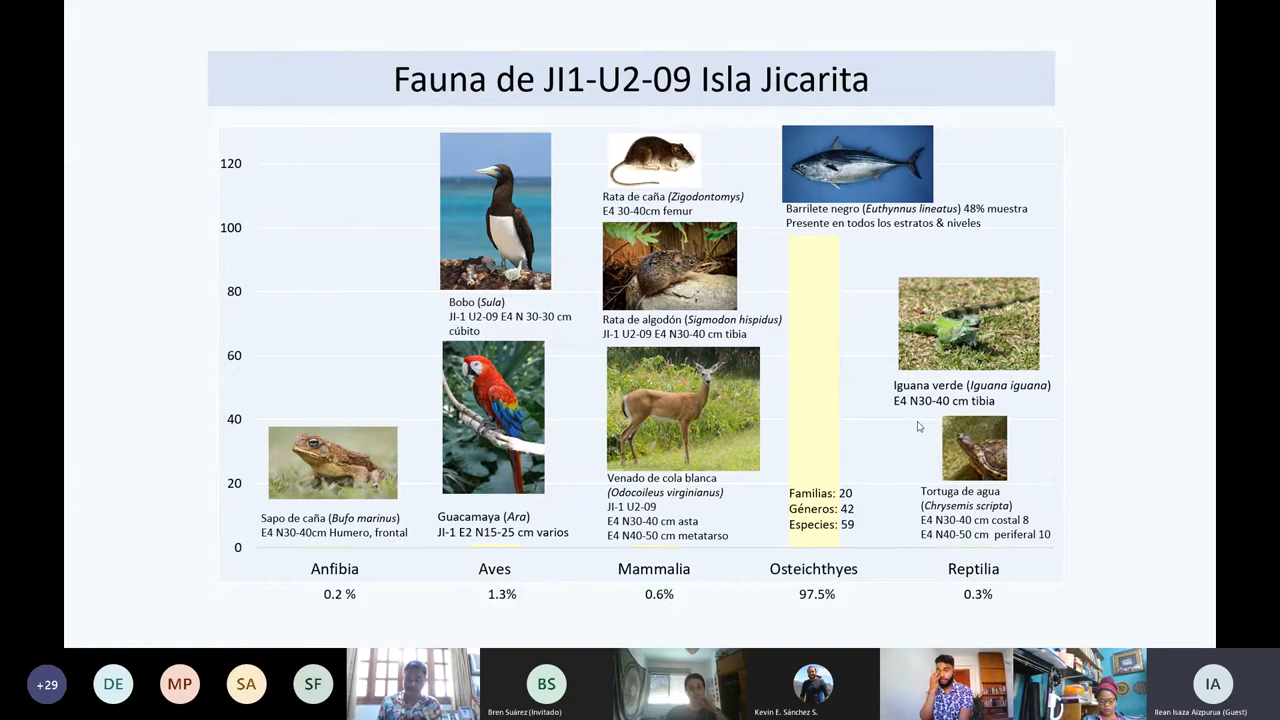 Fauna de JI1-U2-09 Isla Jicarita
120
100
80
60
40
20
0
Sapo de caña (Bufo marinus)
E4 N30-40cm Humero, frontal
Bobo (Sula)
JI-1 U2-09 E4 N 30-30 cm
cúbito
Guacamaya (Ara)
JI-1 E2 N15-25 cm varios
Rata de caña (Zigodontomys)
E4 30-40cm femur
Rata de algodón (Sigmodon hispidus)
JI-1 U2-09 E4 N30-40 cm tibia
Venado de cola blanca
(Odocoileus virginianus)
JI-1 U2-09
E4 N30-40 cm asta
E4 N40-50 cm metatarso
Barrilete negro (Euthynnus lineatus) 48% muestra
Presente en todos los estratos & niveles
Familias: 20
Géneros: 42
Especies: 59
Iguana verde (Iguana iguana)
E4 N30-40 cm tibia
Tortuga de agua
(Chrysemis scripta)
E4 N30-40 cm costal 8
E4 N40-50 cm periferal 10
Anfibia
Aves
Mammalia
Osteichthyes
Reptilia
0.2 %
1.3%
0.6%
97.5%
0.3%
+29
DE
MP
SA
SF
BS
Bren Suárez (Invitado)
Kevin E. Sánchez S.
IA
Ilean Isaza Aizpurua (Guest)